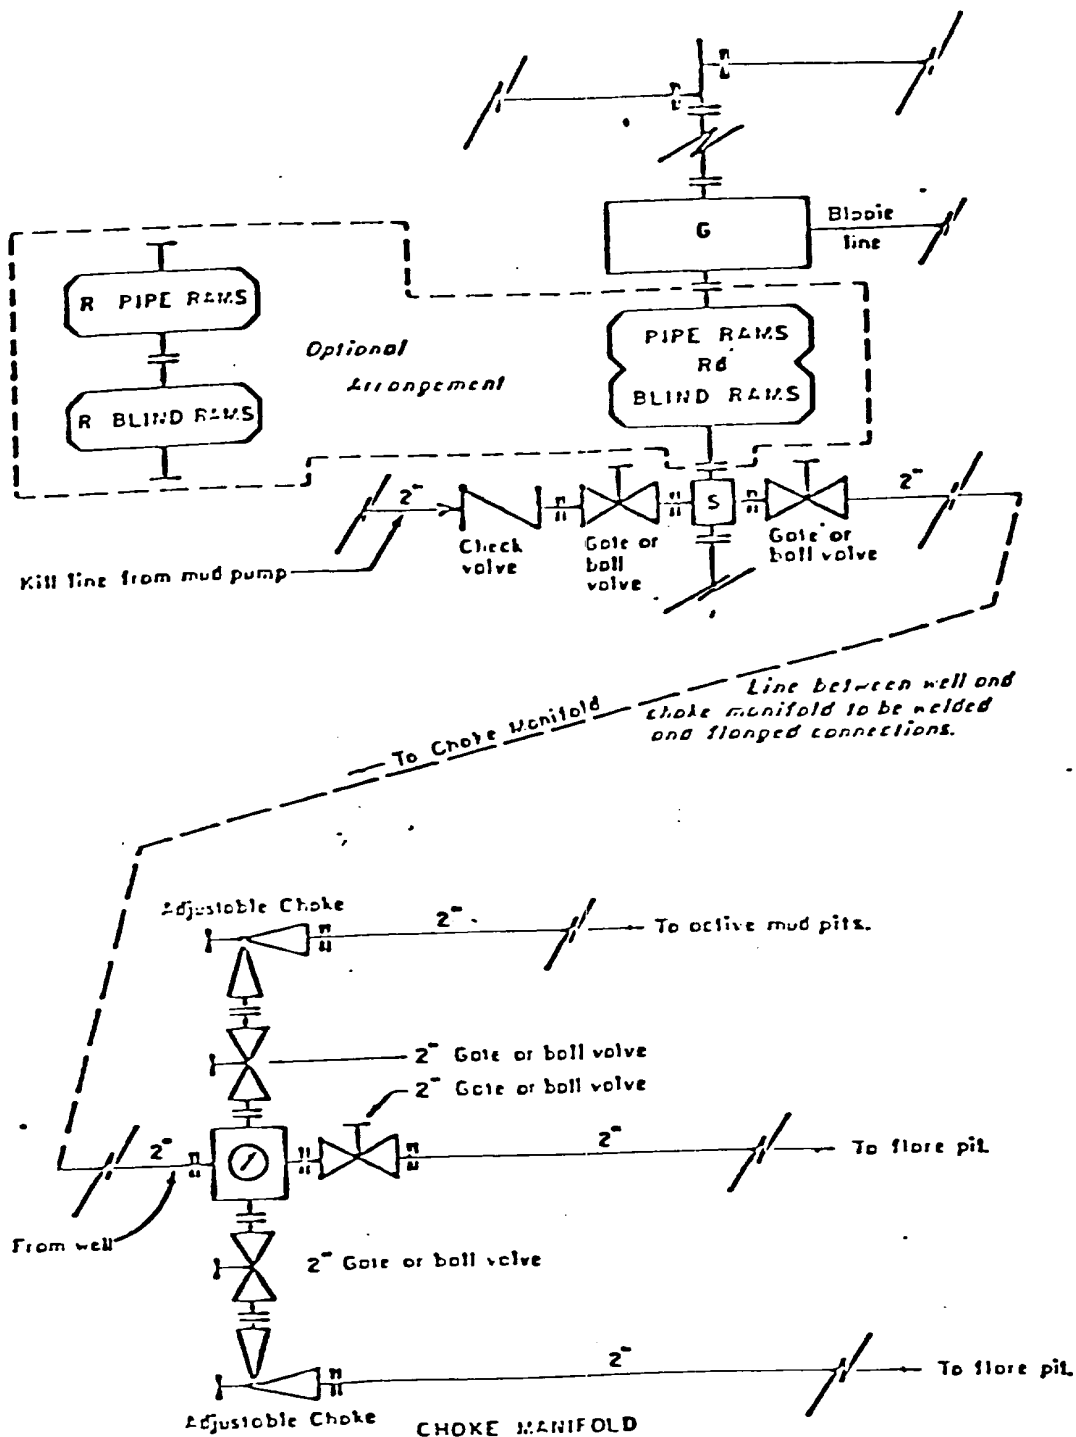 G
Blooie
line
R PIPE RAMS
R BLIND RAMS
Optional
Arrangement
PIPE RAMS
Rd
BLIND RAMS
2"
Check
valve
Gate or
ball
valve
S
Gate or
ball valve
2"
Kill line from mud pump
Line between well and
choke manifold to be welded
and flanged connections.
To Choke Manifold
Adjustable Choke
2"
To active mud pits.
2" Gate or ball valve
2" Gate or ball valve
2"
2"
To flare pit.
From well
2" Gate or ball valve
2"
To flare pit.
Adjustable Choke
CHOKE MANIFOLD